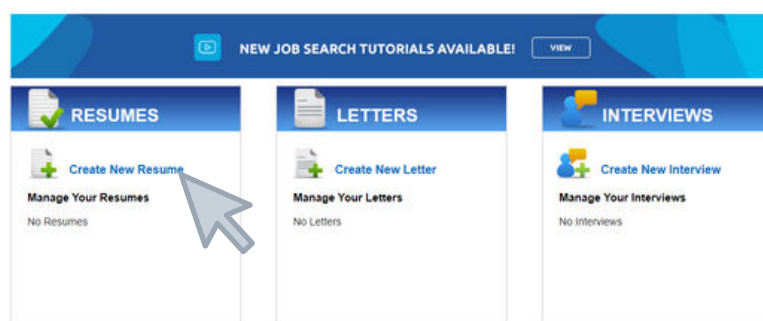 NEW JOB SEARCH TUTORIALS AVAILABLE! VIEW
RESUMES
Create New Resume
Manage Your Resumes
No Resumes
LETTERS
Create New Letter
Manage Your Letters
No Letters
INTERVIEWS
Create New Interview
Manage Your Interviews
No Interviews